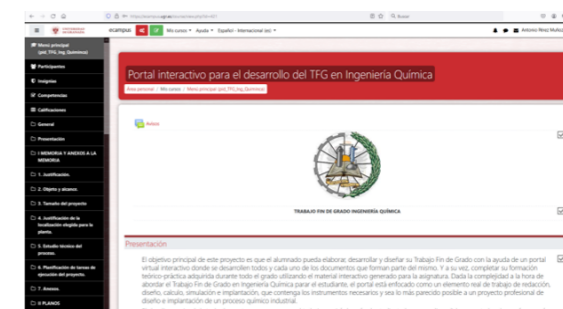 Buscar
ecampus Mis cursos Ayuda Español - Internacional (es)
Menú principal
(pid_TFG_Ing_Quimmica)
Participantes
Insignias
Competencias
Calificaciones
General
Presentación
I MEMORIA Y ANEXOS A LA
MEMORIA
1. Justificación.
2. Objeto y alcance.
3. Tamaño del proyecto
4. Justificación de la
localización elegida para la
planta.
5. Estudio técnico del
proceso.
6. Planificación de tareas de
ejecución del proyecto.
7. Anexos.
II PLANOS
Portal interactivo para el desarrollo del TFG en Ingeniería Química
Área personal / Mis cursos / Menú principal
Avisos
TRABAJO FIN DE GRADO INGENIERÍA QUÍMICA
Presentación
El objetivo principal de este proyecto es que el alumnado pueda elaborar, desarrollar y diseñar su Trabajo Fin de Grado con la ayuda de un portal
virtual interactivo donde se desarrollen todos y cada uno de los documentos que forman parte del mismo. Y a su vez, completar su formación
teórico-práctica adquirida durante todo el grado utilizando el material interactivo generado para la asignatura. Dada la complejidad a la hora de
abordar el Trabajo Fin de Grado en Ingeniería Química parar el estudiante, el portal está enfocado como un elemento real de trabajo de redacción,
diseño, cálculo, simulación e implantación, que contenga los instrumentos necesarios y sea lo más parecido posible a un proyecto profesional de
diseño e implantación de un proceso químico industrial.